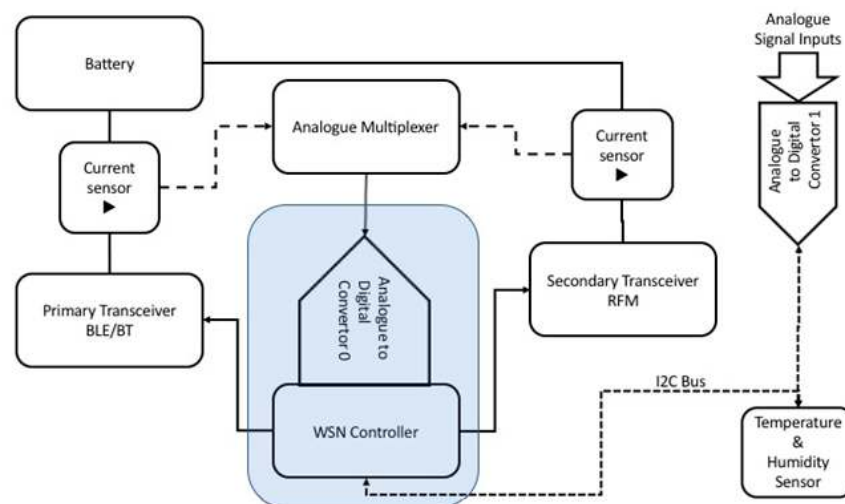 Battery
Analogue
Signal Inputs
Analogue Multiplexer
Current
sensor
Current
sensor
Analogue
to Digital
Convertor 1
Primary Transceiver
BLE/BT
Analogue to
Digital
Convertor 0
Secondary Transceiver
RFM
I2C Bus
WSN Controller
Temperature
&
Humidity
Sensor